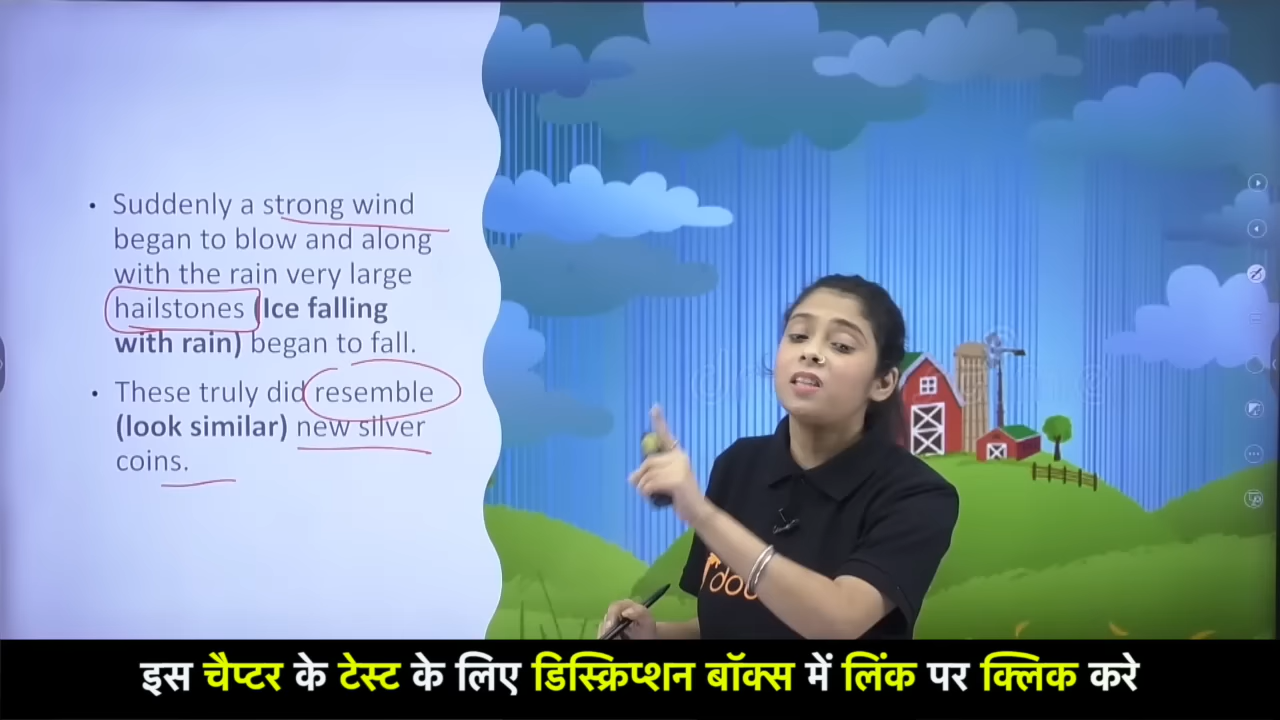 • Suddenly a strong wind
began to blow and along
with the rain very large
hailstones (Ice falling
with rain) began to fall.
• These truly did resemble
(look similar) new silver
coins.
dou
इस चैप्टर के टेस्ट के लिए डिस्क्रिप्शन बॉक्स में लिंक पर क्लिक करे